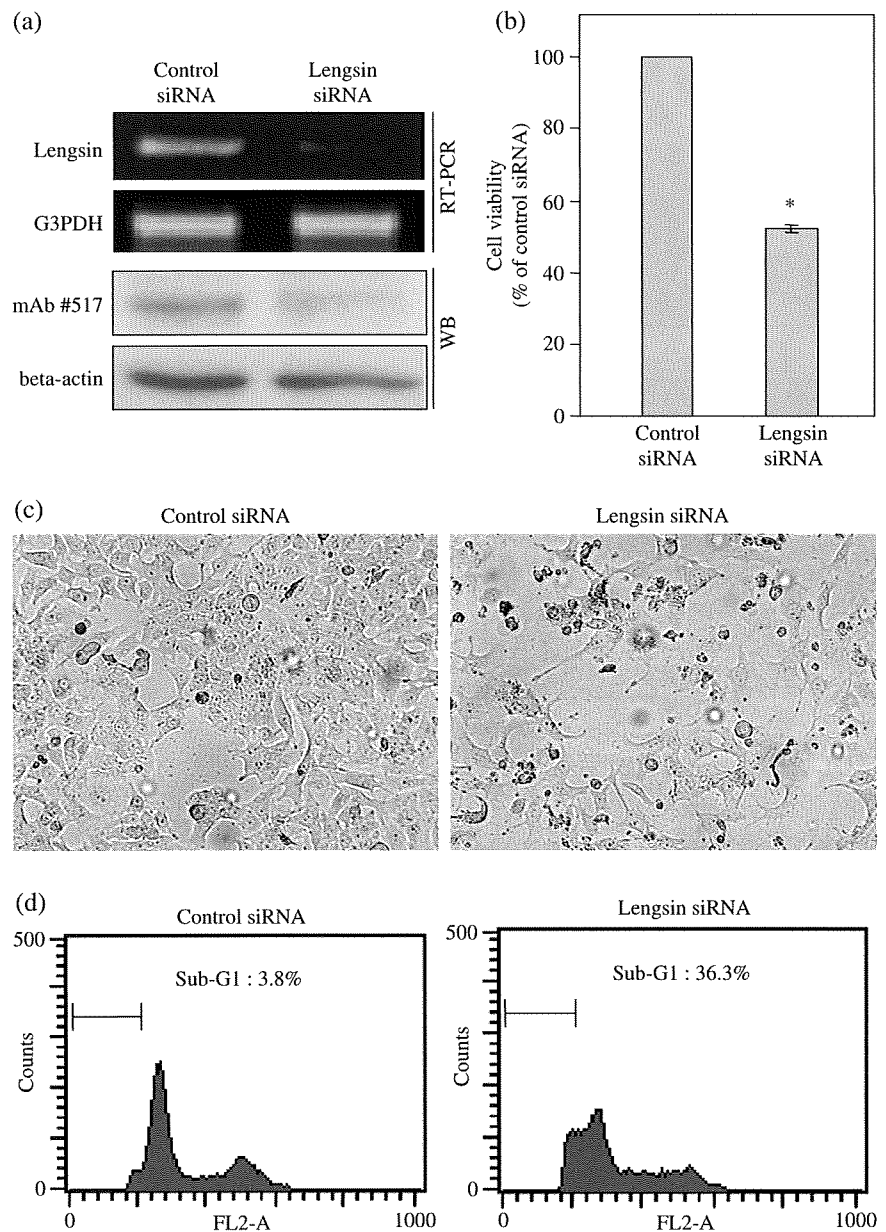 (a)
Control
siRNA
Lengsin
siRNA
Lengsin
G3PDH
RT-PCR
mAb #517
beta-actin
WB
(b)
Cell viability
(% of control siRNA)
100
80
60
40
20
0
*
Control
siRNA
Lengsin
siRNA
(c)
Control siRNA
Lengsin siRNA
(d)
Control siRNA
500
Sub-G1 : 3.8%
Counts
0
0
FL2-A
1000
Lengsin siRNA
500
Sub-G1 : 36.3%
Counts
0
0
FL2-A
1000